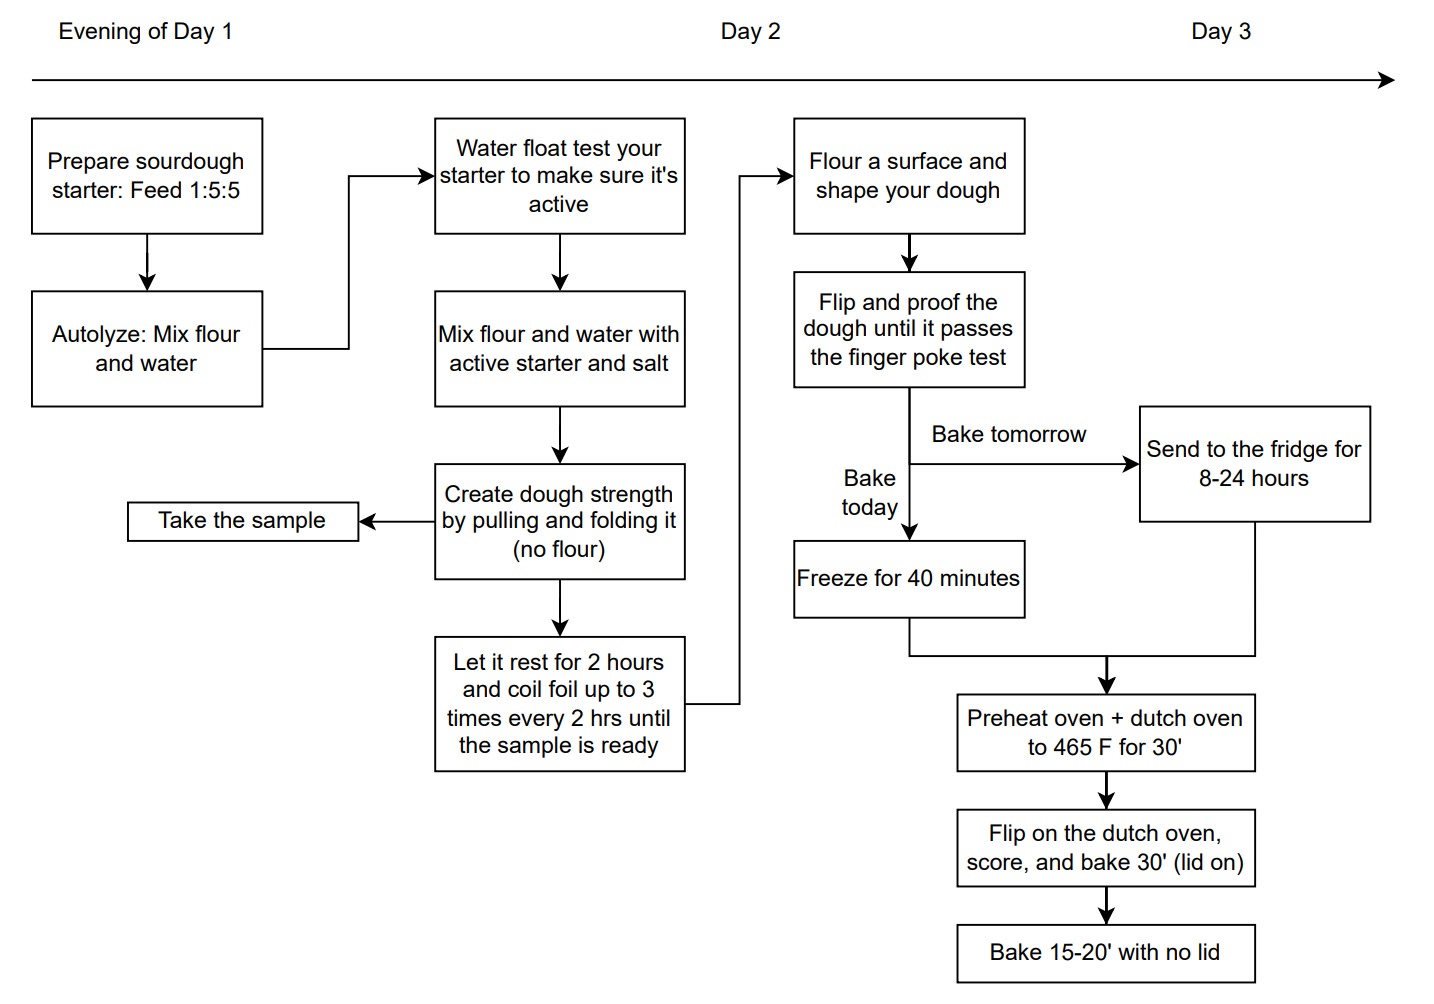 Evening of Day 1
Day 2
Day 3
Prepare sourdough
starter: Feed 1:5:5
Autolyze: Mix flour
and water
Water float test your
starter to make sure it's
active
Mix flour and water with
active starter and salt
Create dough strength
by pulling and folding it
(no flour)
Take the sample
Let it rest for 2 hours
and coil foil up to 3
times every 2 hrs until
the sample is ready
Flour a surface and
shape your dough
Flip and proof the
dough until it passes
the finger poke test
Bake tomorrow
Send to the fridge for
8-24 hours
Bake
today
Freeze for 40 minutes
Preheat oven + dutch oven
to 465 F for 30'
Flip on the dutch oven,
score, and bake 30' (lid on)
Bake 15-20' with no lid